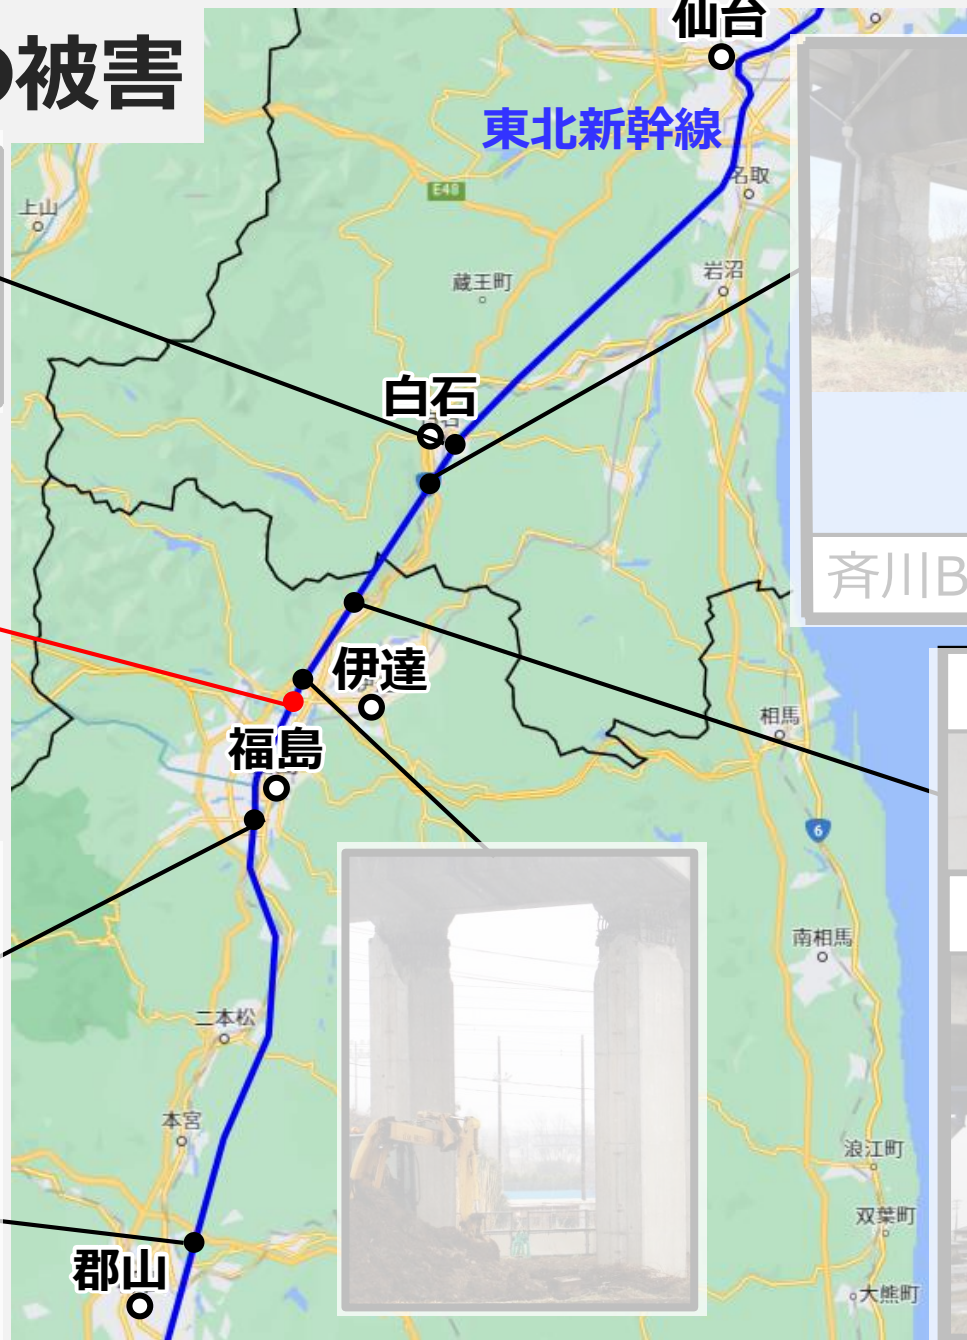 の被害
仙台
東北新幹線
E48
名取
上山
岩沼
蔵王町
白石
斉川B
伊達
相馬
福島
6
南相馬
二本松
本宮
浪江町
双葉町
郡山
大熊町